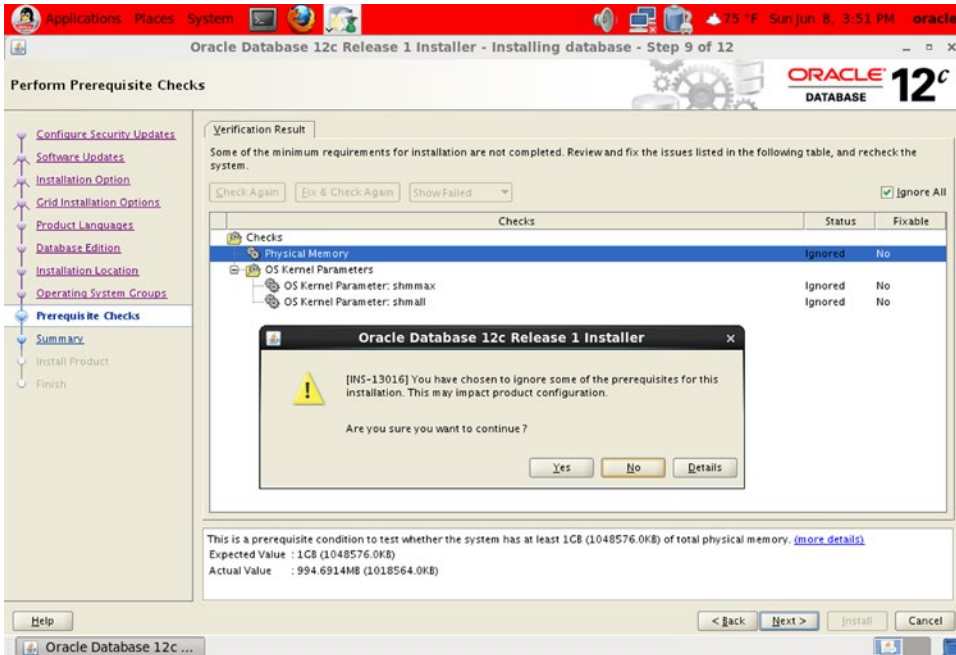 Applications Places System 75 °F Sun Jun 8, 3:51 PM oracle
Oracle Database 12c Release 1 Installer - Installing database - Step 9 of 12
Perform Prerequisite Checks
ORACLE DATABASE 12c
Configure Security Updates
Software Updates
Installation Option
Grid Installation Options
Product Languages
Database Edition
Installation Location
Operating System Groups
Prerequisite Checks
Summary
Install Product
Finish
Verification Result
Some of the minimum requirements for installation are not completed. Review and fix the issues listed in the following table, and recheck the
system.
Check Again Fix & Check Again Show Failed Ignore All
Checks Status Fixable
Checks
Physical Memory Ignored No
OS Kernel Parameters
OS Kernel Parameter: shmmax Ignored No
OS Kernel Parameter: shmall Ignored No
Oracle Database 12c Release 1 Installer
[INS-13016] You have chosen to ignore some of the prerequisites for this
installation. This may impact product configuration.
Are you sure you want to continue?
Yes No Details
This is a prerequisite condition to test whether the system has at least 1GB (1048576.0KB) of total physical memory. (more details)
Expected Value : 1GB (1048576.0KB)
Actual Value : 994.6914MB (1018564.0KB)
Help < Back Next > Install Cancel
Oracle Database 12c ...